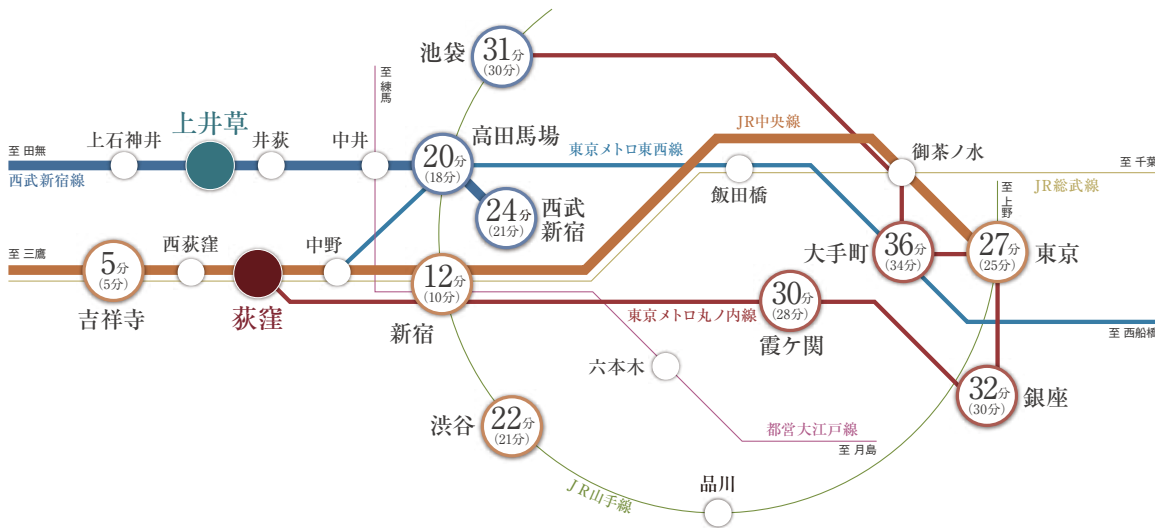 池袋
31分
(30分)
至 練馬
上井草
上石神井
井荻
中井
高田馬場
JR中央線
至 田無
西武新宿線
20分
(18分)
東京メトロ東西線
御茶ノ水
至 千葉
飯田橋
JR総武線
至 上野
24分
(21分)
西武
新宿
至 三鷹
西荻窪
中野
5分
(5分)
12分
(10分)
大手町
36分
(34分)
27分
(25分)
東京
吉祥寺
荻窪
新宿
東京メトロ丸ノ内線
30分
(28分)
霞ケ関
至 西船橋
六本木
32分
(30分)
銀座
渋谷
22分
(21分)
都営大江戸線
至 月島
JR山手線
品川